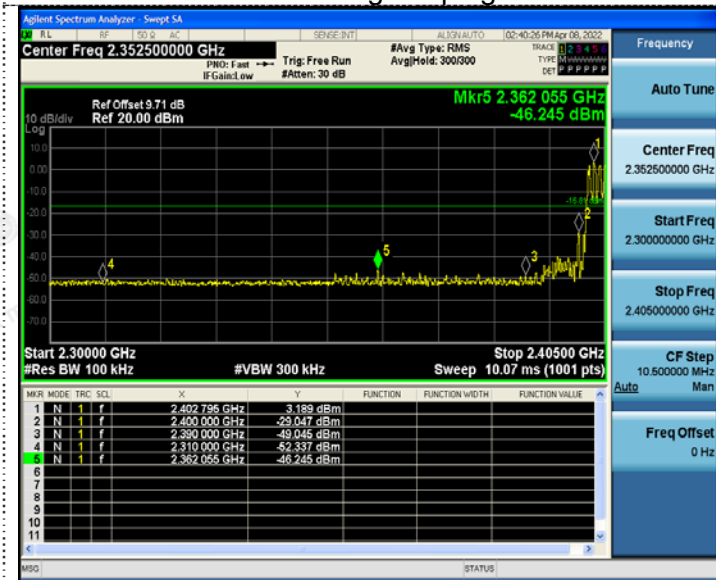 Agilent Spectrum Analyzer - Swept SA
RL RF 50 Ω AC SENSE:INT ALIGN AUTO 02:40:26 PM Apr 08, 2022
Center Freq 2.352500000 GHz #Avg Type: RMS TRACE 1 2 3 4 5 6
PNO: Fast Trig: Free Run Avg|Hold: 300/300 TYPE M W W W W W
IFGain:Low #Atten: 30 dB DET P P P P P P
Frequency
Auto Tune
Center Freq
2.352500000 GHz
Start Freq
2.300000000 GHz
Stop Freq
2.405000000 GHz
CF Step
10.500000 MHz
Auto Man
Freq Offset
0 Hz
Mkr5 2.362 055 GHz
-46.245 dBm
Ref Offset 9.71 dB
10 dB/div Ref 20.00 dBm
Log
10.0
0.00
-10.0
-20.0
-30.0
-40.0
-50.0
-60.0
-70.0
1
2
3
4
5
Start 2.30000 GHz Stop 2.40500 GHz
#Res BW 100 kHz #VBW 300 kHz Sweep 10.07 ms (1001 pts)
MKR MODE TRC SCL X Y FUNCTION FUNCTION WIDTH FUNCTION VALUE
1 N 1 f 2.402 795 GHz 3.189 dBm
2 N 1 f 2.400 000 GHz -29.047 dBm
3 N 1 f 2.390 000 GHz -49.045 dBm
4 N 1 f 2.310 000 GHz -52.337 dBm
5 N 1 f 2.362 055 GHz -46.245 dBm
6
7
8
9
10
11
MSG STATUS